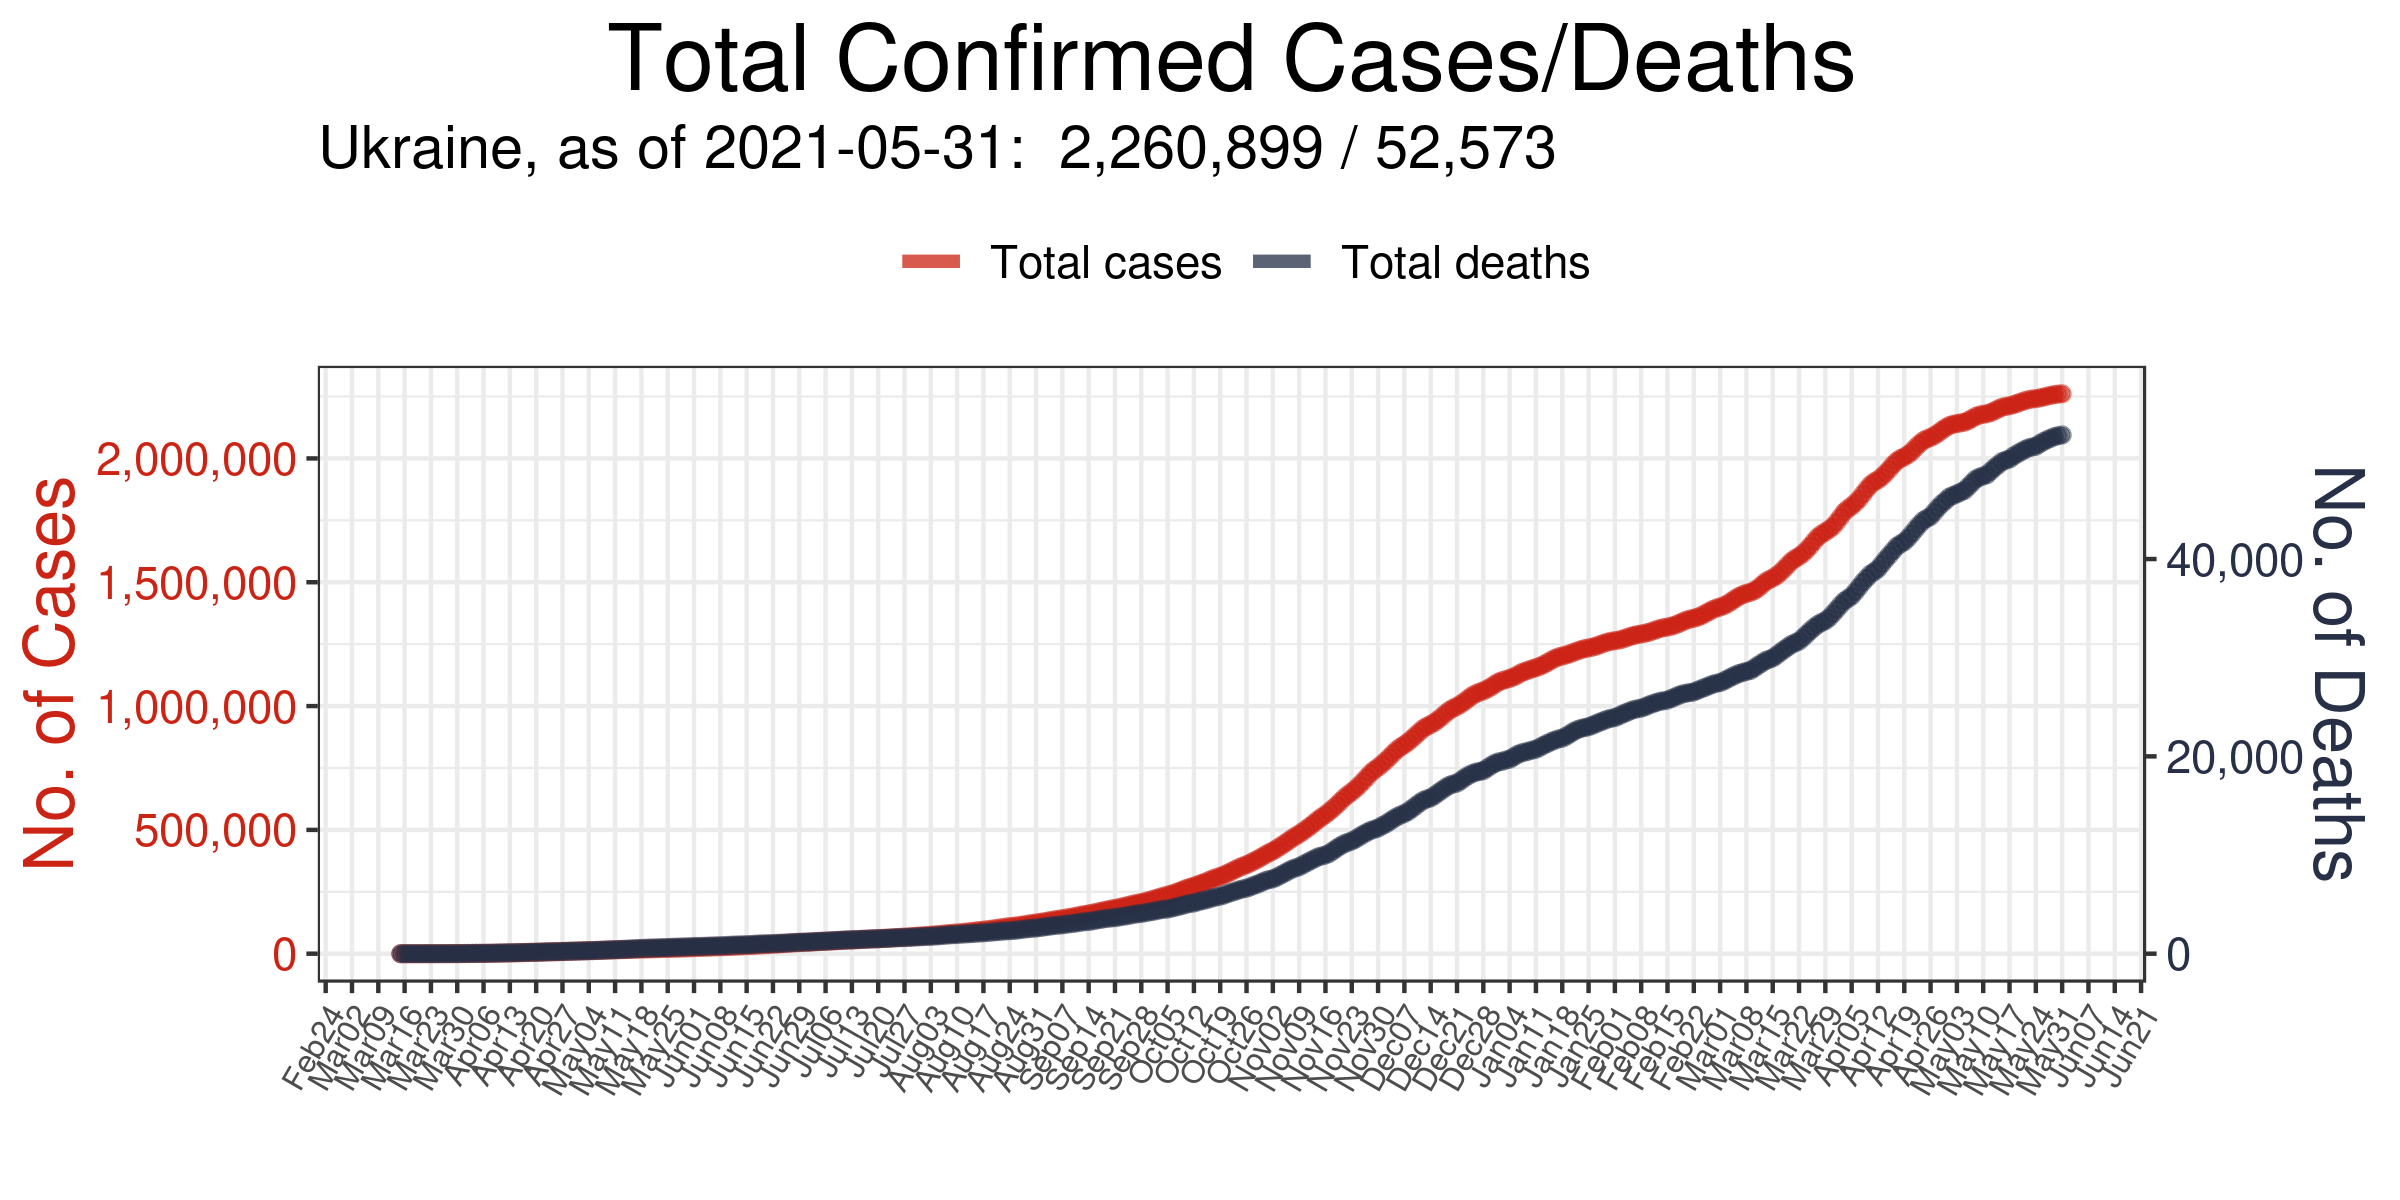 Total Confirmed Cases/Deaths
Ukraine, as of 2021-05-31:  2,260,899 / 52,573
Total cases
Total deaths
No. of Cases
2,000,000
1,500,000
1,000,000
500,000
0
40,000
20,000
0
No. of Deaths
Feb24
Mar02
Mar09
Mar16
Mar23
Mar30
Apr06
Apr13
Apr20
Apr27
May04
May11
May18
May25
Jun01
Jun08
Jun15
Jun22
Jun29
Jul06
Jul13
Jul20
Jul27
Aug03
Aug10
Aug17
Aug24
Aug31
Sep07
Sep14
Sep21
Sep28
Oct05
Oct12
Oct19
Oct26
Nov02
Nov09
Nov16
Nov23
Nov30
Dec07
Dec14
Dec21
Dec28
Jan04
Jan11
Jan18
Jan25
Feb01
Feb08
Feb15
Feb22
Mar01
Mar08
Mar15
Mar22
Mar29
Apr05
Apr12
Apr19
Apr26
May03
May10
May17
May24
May31
Jun07
Jun14
Jun21